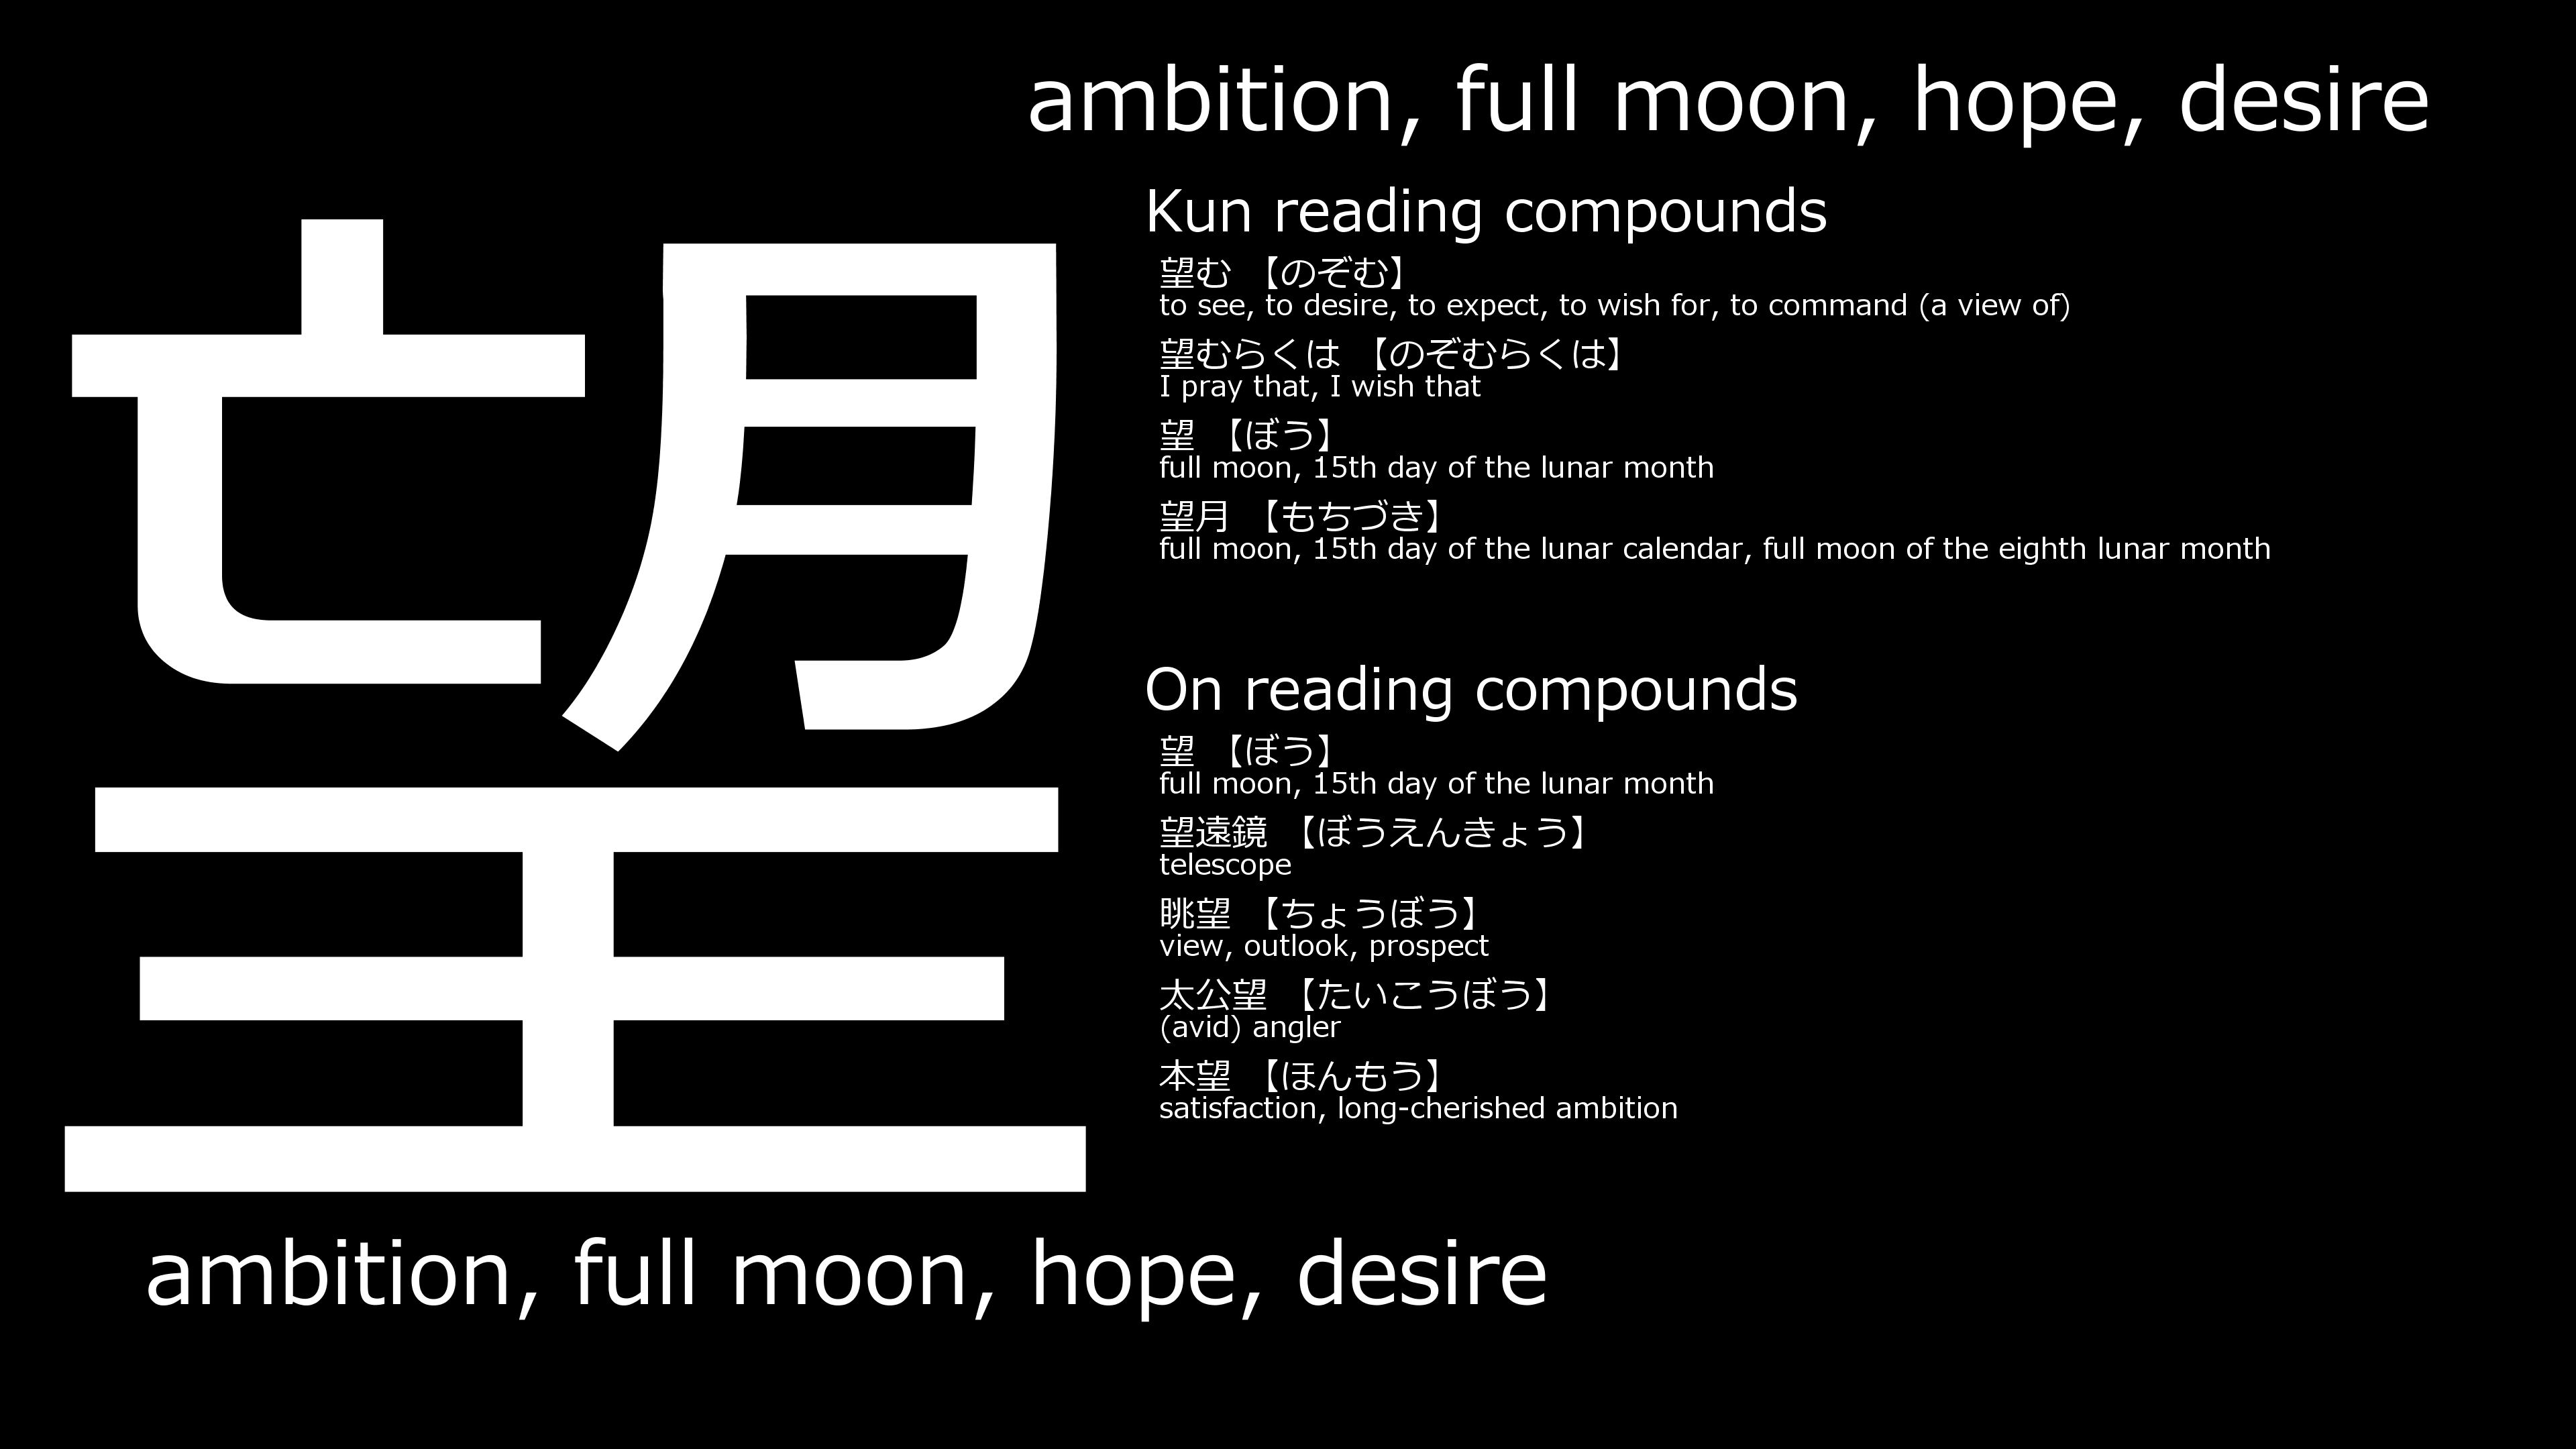 ambition, full moon, hope, desire
望
Kun reading compounds
望む 【のぞむ】
to see, to desire, to expect, to wish for, to command (a view of)
望むらくは 【のぞむらくは】
I pray that, I wish that
望 【ぼう】
full moon, 15th day of the lunar month
望月 【もちづき】
full moon, 15th day of the lunar calendar, full moon of the eighth lunar month
On reading compounds
望 【ぼう】
full moon, 15th day of the lunar month
望遠鏡 【ぼうえんきょう】
telescope
眺望 【ちょうぼう】
view, outlook, prospect
太公望 【たいこうぼう】
(avid) angler
本望 【ほんもう】
satisfaction, long-cherished ambition
ambition, full moon, hope, desire